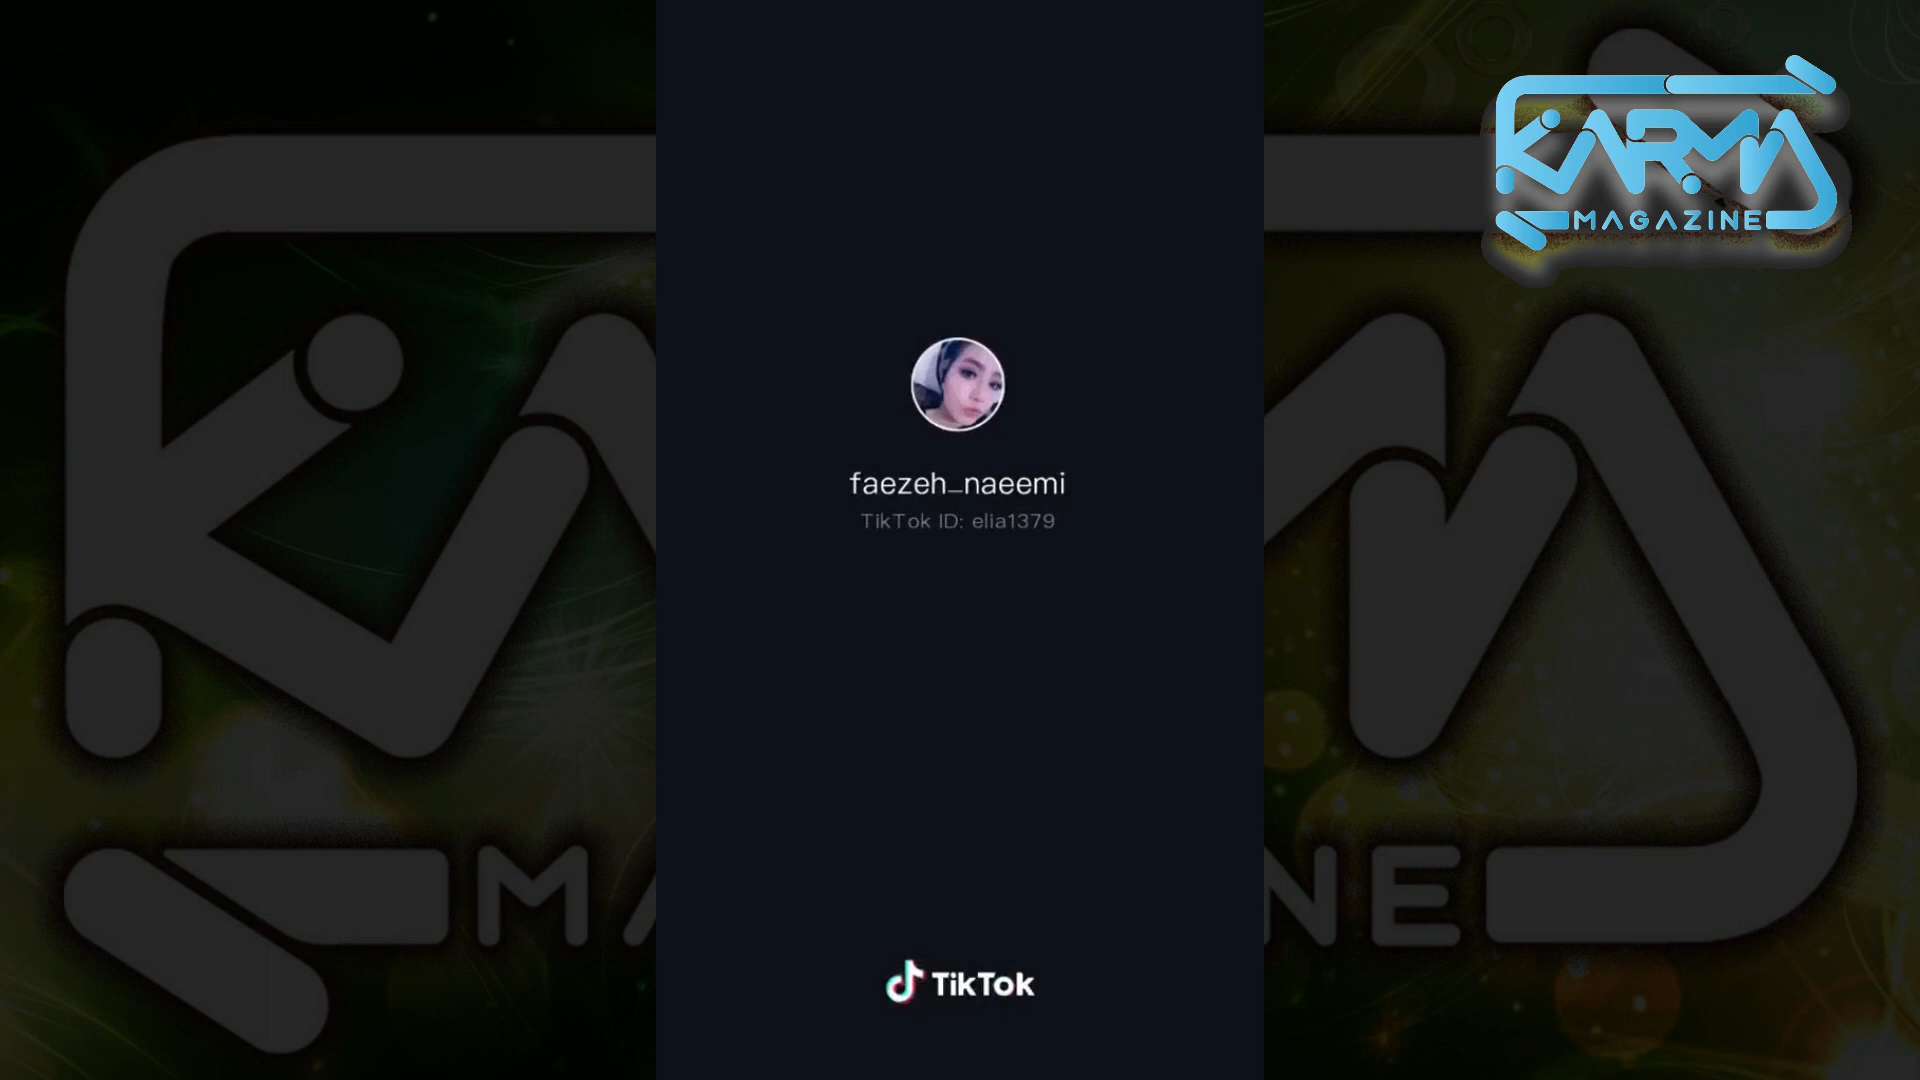 KARMA
MAGAZINE
faezeh_naeemi
TikTok ID: elia1379
TikTok